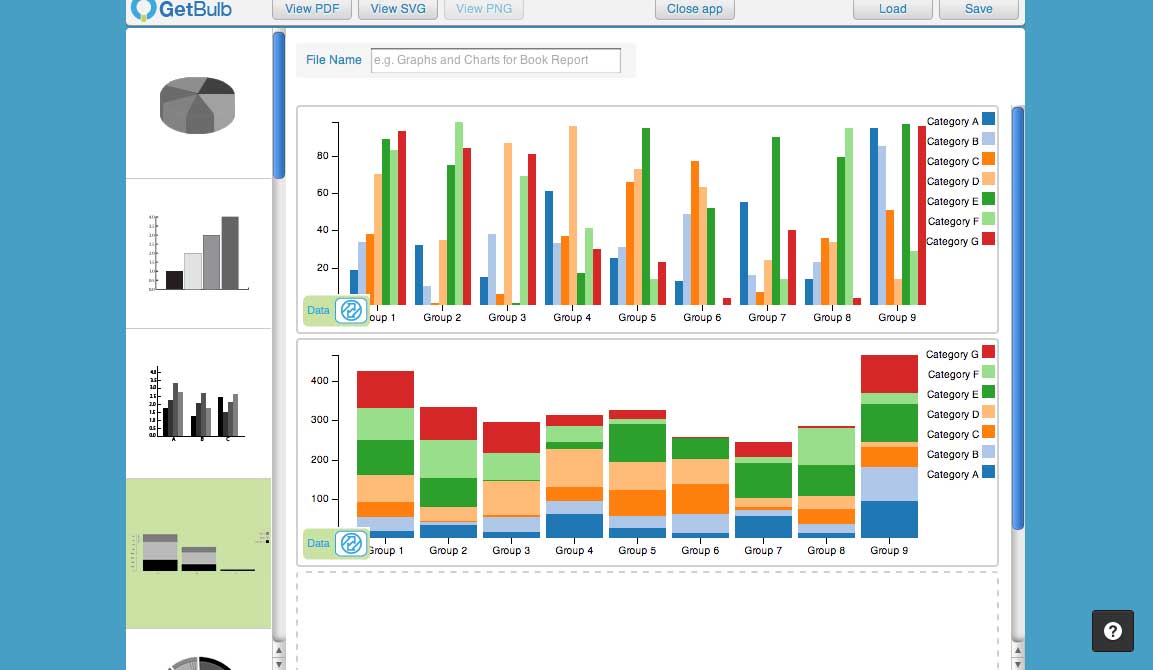 GetBulb
View PDF View SVG View PNG Close app Load Save
File Name e.g. Graphs and Charts for Book Report
80
60
40
20
Category A
Category B
Category C
Category D
Category E
Category F
Category G
Data
oup 1 Group 2 Group 3 Group 4 Group 5 Group 6 Group 7 Group 8 Group 9
400
300
200
100
Category G
Category F
Category E
Category D
Category C
Category B
Category A
Data
Group 1 Group 2 Group 3 Group 4 Group 5 Group 6 Group 7 Group 8 Group 9
A B C
?